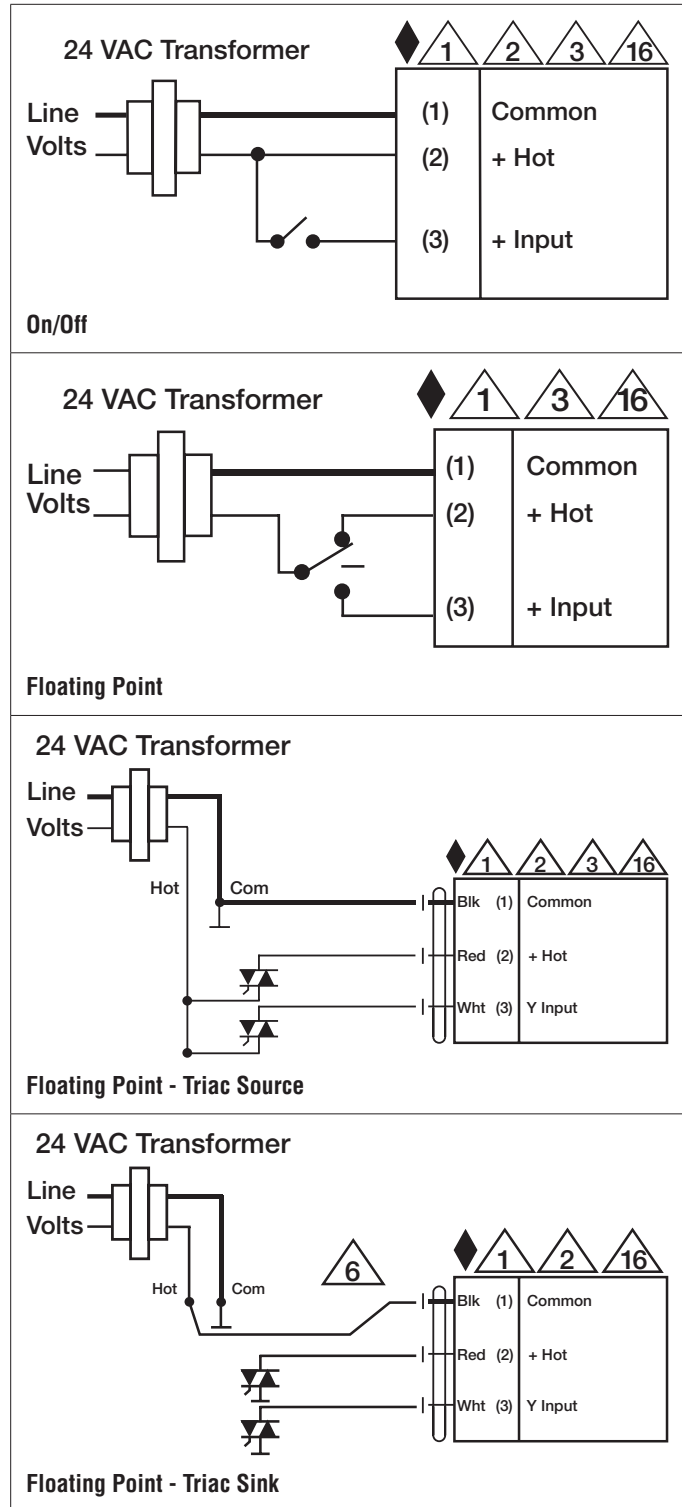 24 VAC Transformer
1 2 3 16
Line
Volts
(1) Common
(2) + Hot
(3) + Input
On/Off
24 VAC Transformer
1 3 16
Line
Volts
(1) Common
(2) + Hot
(3) + Input
Floating Point
24 VAC Transformer
Line
Volts
1 2 3 16
Hot Com
Blk (1) Common
Red (2) + Hot
Wht (3) Y Input
Floating Point - Triac Source
24 VAC Transformer
Line
Volts
6
1 2 16
Hot Com
Blk (1) Common
Red (2) + Hot
Wht (3) Y Input
Floating Point - Triac Sink